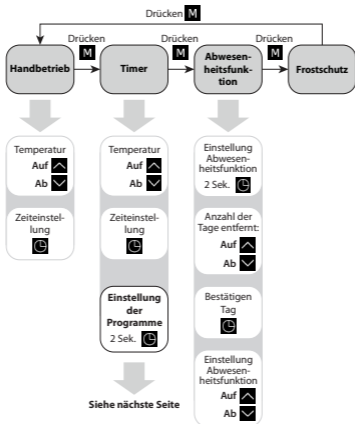 Drücken M
Drücken
M
Drücken
M
Drücken
M
Handbetrieb
Timer
Abwesen-
heitsfunk-
tion
Frostschutz
Temperatur
Auf
Ab
Zeiteinstel-
lung
Temperatur
Auf
Ab
Zeiteinstel-
lung
Einstellung
der
Programme
2 Sek.
Siehe nächste Seite
Einstellung
Abwesen-
heitsfunktion
2 Sek.
Anzahl der
Tage entfernt:
Auf
Ab
Bestätigen
Tag
Einstellung
Abwesen-
heitsfunktion
Auf
Ab